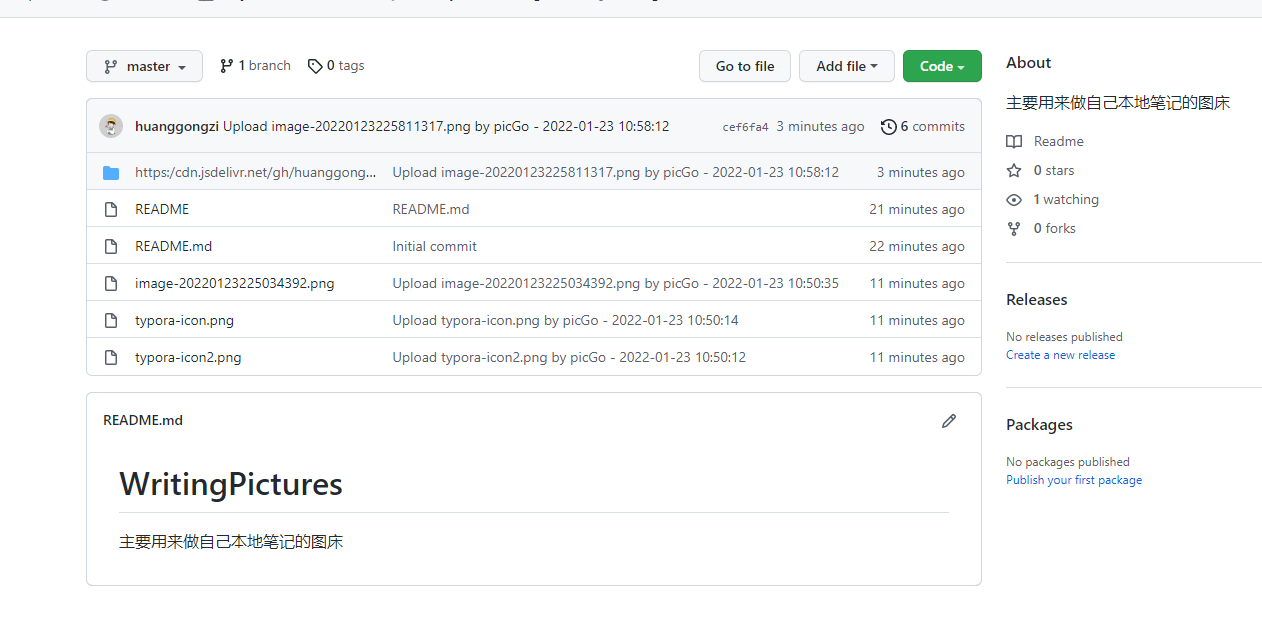 master 1 branch 0 tags Go to file Add file Code
huanggongzi Upload image-20220123225811317.png by picGo - 2022-01-23 10:58:12 cef6fa4 3 minutes ago 6 commits
https:/cdn.jsdelivr.net/gh/huanggong... Upload image-20220123225811317.png by picGo - 2022-01-23 10:58:12 3 minutes ago
README README.md 21 minutes ago
README.md Initial commit 22 minutes ago
image-20220123225034392.png Upload image-20220123225034392.png by picGo - 2022-01-23 10:50:35 11 minutes ago
typora-icon.png Upload typora-icon.png by picGo - 2022-01-23 10:50:14 11 minutes ago
typora-icon2.png Upload typora-icon2.png by picGo - 2022-01-23 10:50:12 11 minutes ago
README.md
WritingPictures
主要用来做自己本地笔记的图床
About
主要用来做自己本地笔记的图床
Readme
0 stars
1 watching
0 forks
Releases
No releases published
Create a new release
Packages
No packages published
Publish your first package